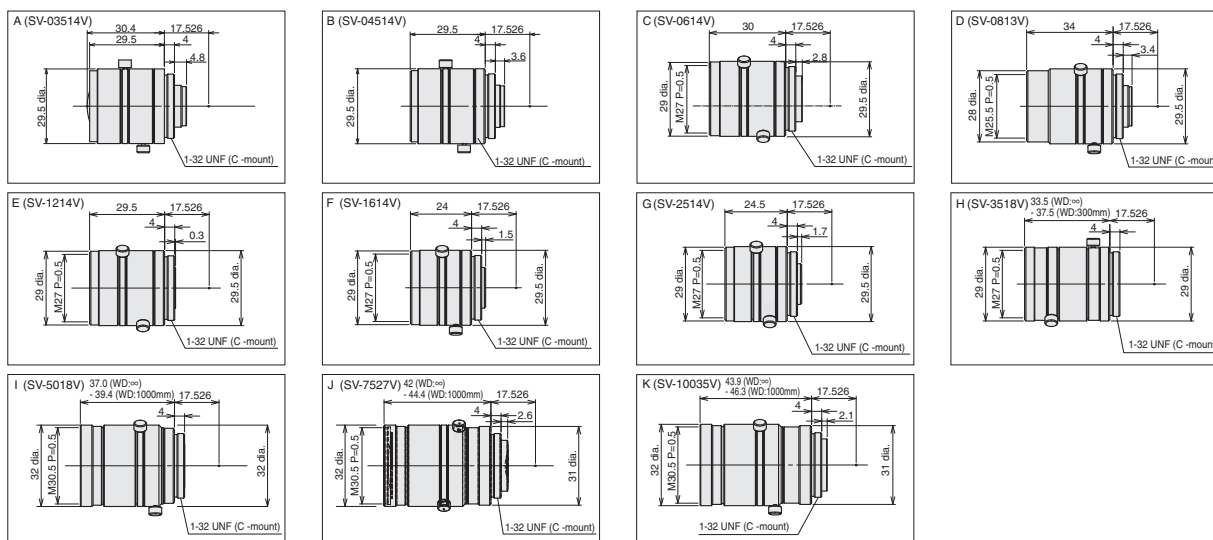 A (SV-03514V)
30.4
17.526
29.5
4
4.8
29.5 dia.
1-32 UNF (C -mount)
B (SV-04514V)
29.5
17.526
4
3.6
29.5 dia.
1-32 UNF (C -mount)
C (SV-0614V)
30
17.526
4
2.8
29 dia.
M27 P=0.5
29.5 dia.
1-32 UNF (C -mount)
D (SV-0813V)
34
17.526
4
3.4
28 dia.
M25.5 P=0.5
29.5 dia.
1-32 UNF (C -mount)
E (SV-1214V)
29.5
17.526
4
0.3
29 dia.
M27 P=0.5
29.5 dia.
1-32 UNF (C -mount)
F (SV-1614V)
24
17.526
4
1.5
29 dia.
M27 P=0.5
29.5 dia.
1-32 UNF (C -mount)
G (SV-2514V)
24.5
17.526
4
1.7
29 dia.
M27 P=0.5
29.5 dia.
1-32 UNF (C -mount)
H (SV-3518V) 33.5 (WD:∞)
- 37.5 (WD:300mm)
17.526
4
29 dia.
M27 P=0.5
29 dia.
1-32 UNF (C -mount)
I (SV-5018V) 37.0 (WD:∞)
- 39.4 (WD:1000mm)
17.526
4
32 dia.
M30.5 P=0.5
32 dia.
1-32 UNF (C -mount)
J (SV-7527V) 42 (WD:∞)
- 44.4 (WD:1000mm)
17.526
4
2.6
32 dia.
M30.5 P=0.5
31 dia.
1-32 UNF (C -mount)
K (SV-10035V) 43.9 (WD:∞)
- 46.3 (WD:1000mm)
17.526
4
2.1
32 dia.
M30.5 P=0.5
31 dia.
1-32 UNF (C -mount)